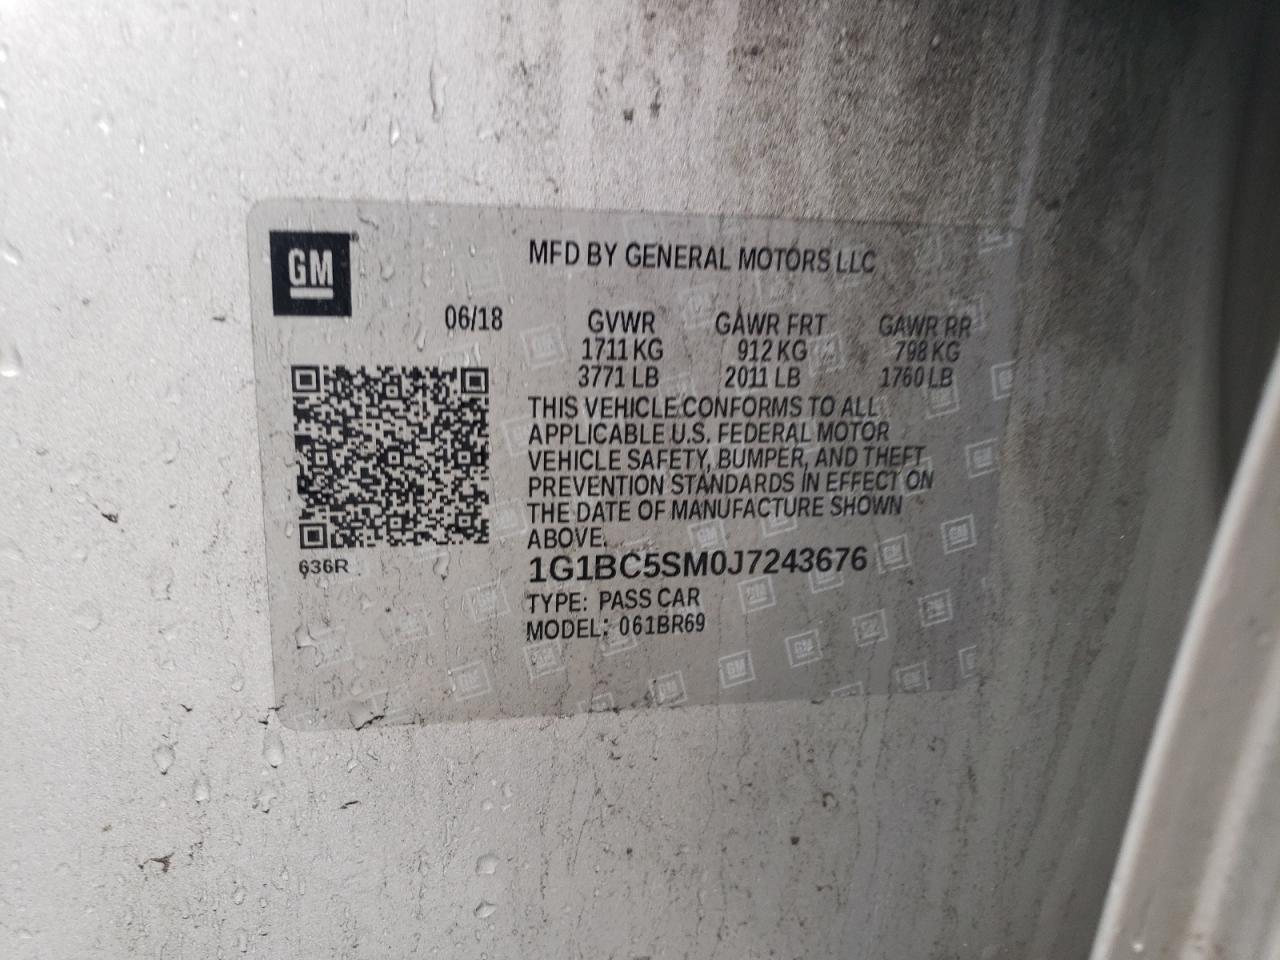 GM
MFD BY GENERAL MOTORS LLC
06/18 GVWR GAWR FRT GAWR RR
1711 KG 912 KG 798 KG
3771 LB 2011 LB 1760 LB
THIS VEHICLE CONFORMS TO ALL
APPLICABLE U.S. FEDERAL MOTOR
VEHICLE SAFETY, BUMPER, AND THEFT
PREVENTION STANDARDS IN EFFECT ON
THE DATE OF MANUFACTURE SHOWN
ABOVE.
636R
1G1BC5SM0J7243676
TYPE: PASS CAR
MODEL: 061BR69